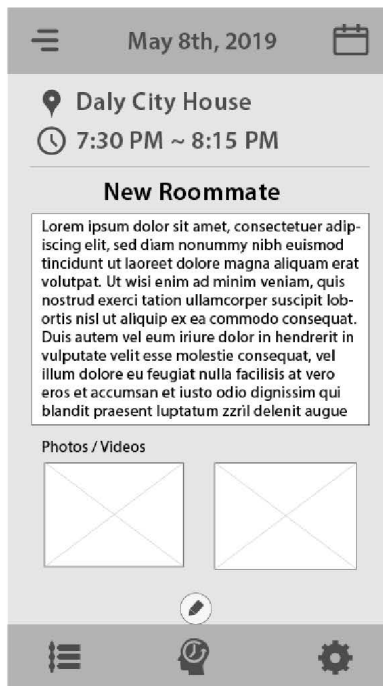 May 8th, 2019
Daly City House
7:30 PM ~ 8:15 PM
New Roommate
Lorem ipsum dolor sit amet, consectetuer adip-
iscing elit, sed diam nonummy nibh euismod
tincidunt ut laoreet dolore magna aliquam erat
volutpat. Ut wisi enim ad minim veniam, quis
nostrud exerci tation ullamcorper suscipit lob-
ortis nisl ut aliquip ex ea commodo consequat.
Duis autem vel eum iriure dolor in hendrerit in
vulputate velit esse molestie consequat, vel
illum dolore eu feugiat nulla facilisis at vero
eros et accumsan et iusto odio dignissim qui
blandit praesent luptatum zzril delenit augue
Photos / Videos